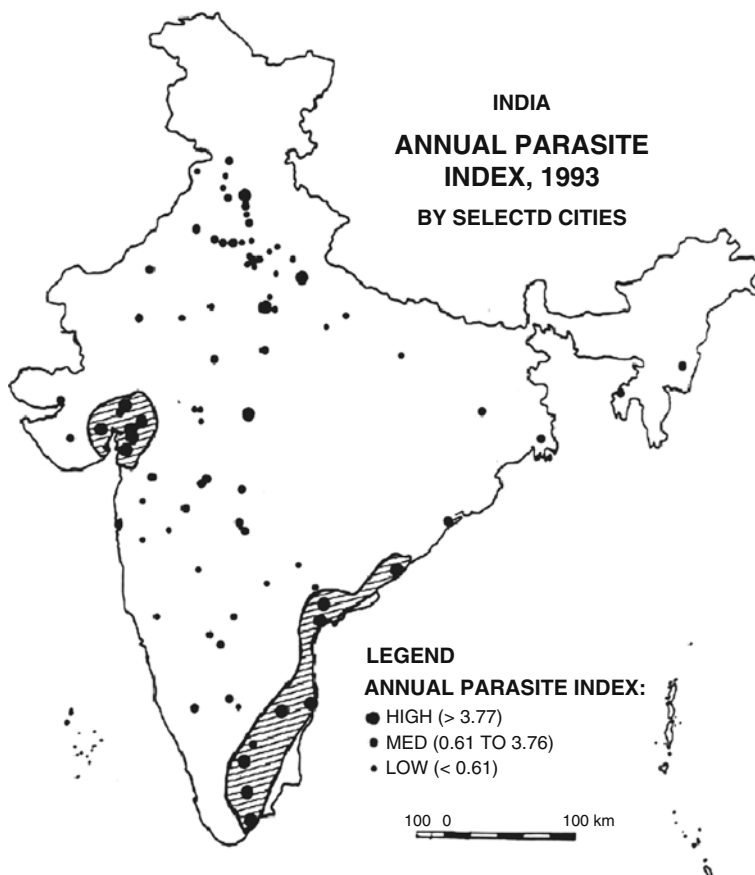 INDIA
ANNUAL PARASITE
INDEX, 1993
BY SELECTD CITIES
LEGEND
ANNUAL PARASITE INDEX:
HIGH (> 3.77)
MED (0.61 TO 3.76)
LOW (< 0.61)
100 0 100 km